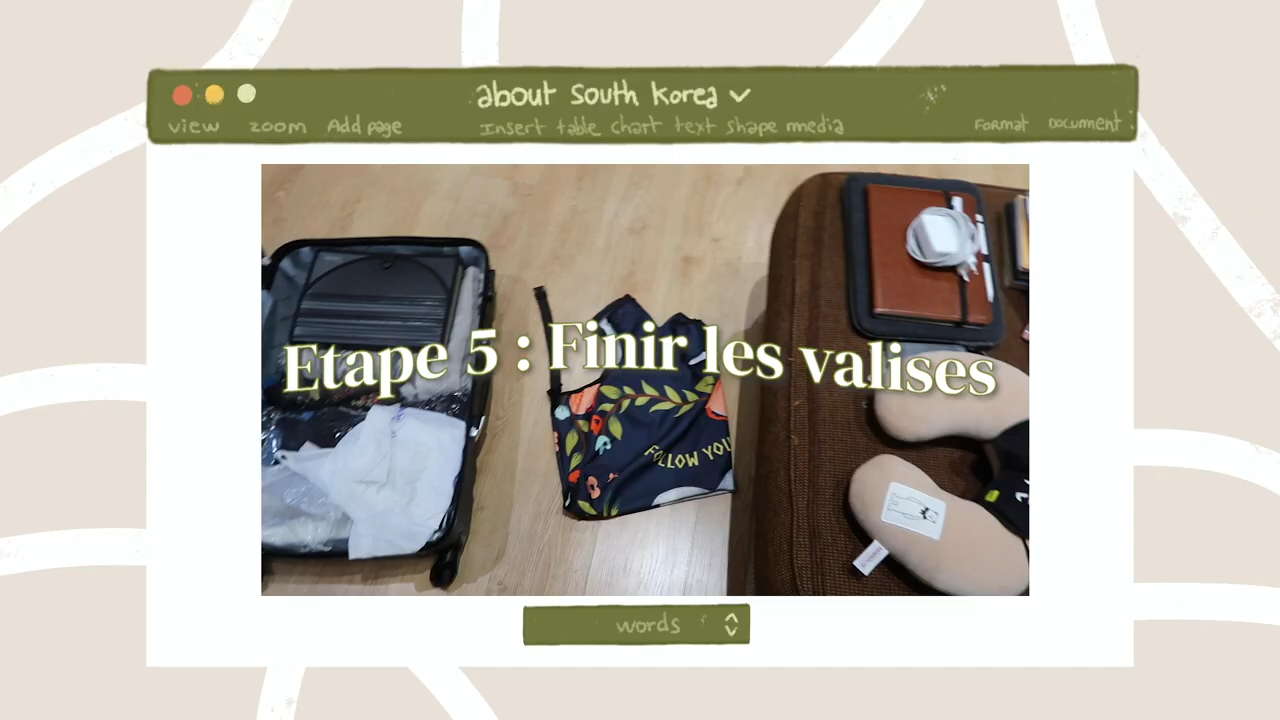 about south korea
view zoom Add page Insert table chart text shape media Format Document
Etape 5 : Finir les valises
FOLLOW YOU
words